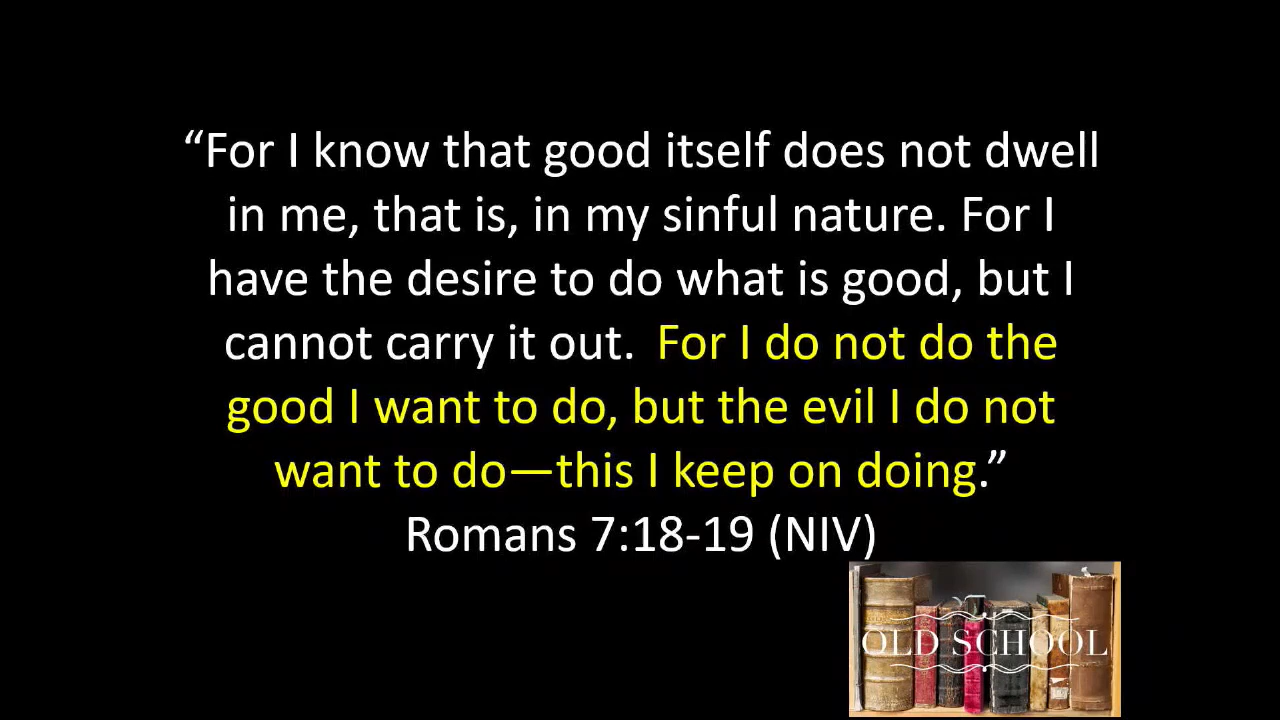 “For I know that good itself does not dwell
in me, that is, in my sinful nature. For I
have the desire to do what is good, but I
cannot carry it out.  For I do not do the
good I want to do, but the evil I do not
want to do—this I keep on doing.”
Romans 7:18-19 (NIV)
OLD SCHOOL